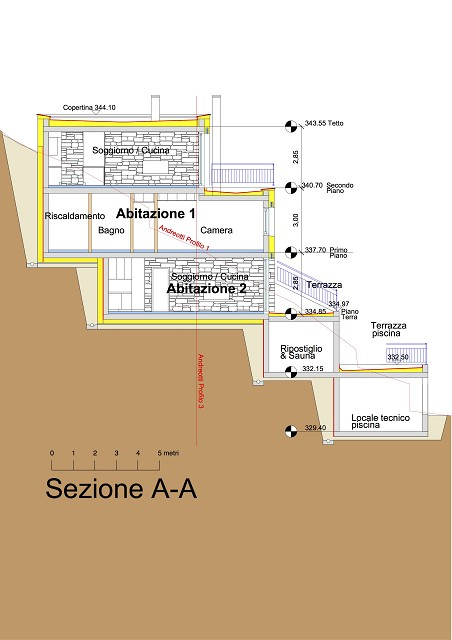 Copertina 344.10
343.55 Tetto
Soggiorno / Cucina
2,85
340.70 Secondo
Piano
Riscaldamento
Abitazione 1
Bagno
Camera
3,00
Andreotti Profilo 1
337.70 Primo
Piano
Soggiorno / Cucina
Abitazione 2
2,85
Terrazza
334.97
334.85 Piano
Terra
Terrazza
piscina
Ripostiglio
& Sauna
332.50
332.15
Andreotti Profilo 3
Locale tecnico
piscina
329.40
0 1 2 3 4 5 metri
Sezione A-A